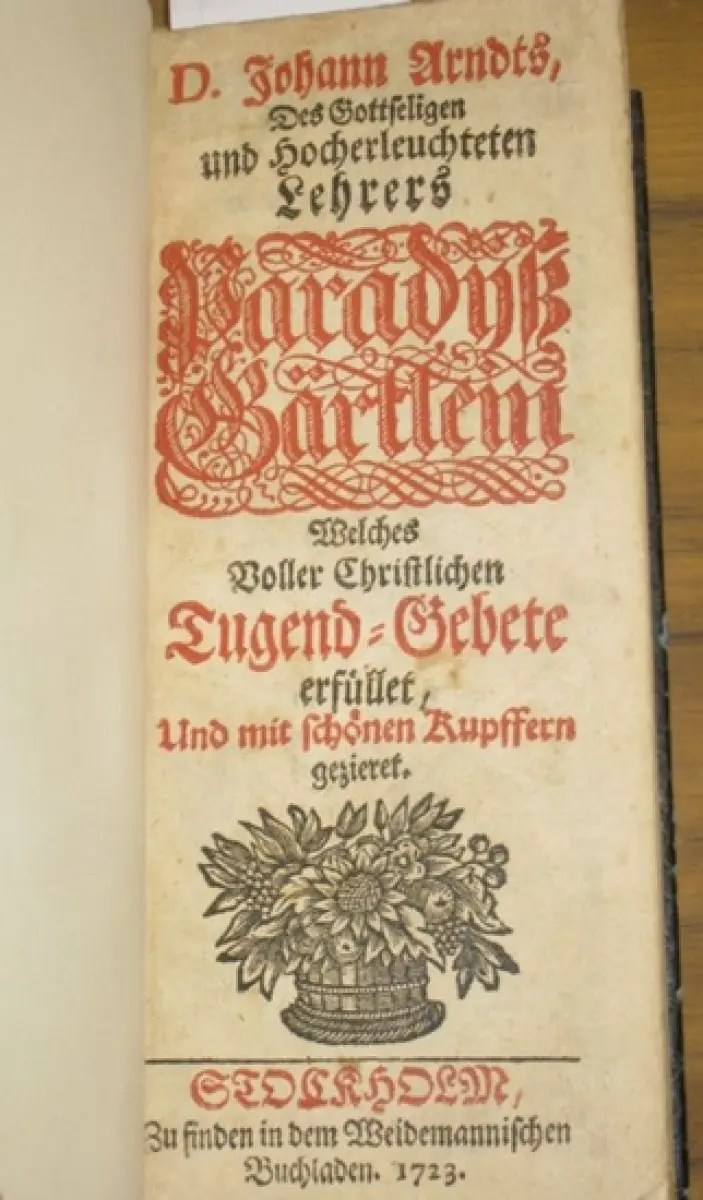 D. Johann Arndts,
Des Gottseligen
und Hocherleuchteten
Lehrers
Paradyß
Gärtlein
Welches
Voller Christlichen
Tugend-Gebete
erfüllet,
Und mit schönen Kupffern
gezieret.
STOCKHOLM,
Zu finden in dem Weidemannischen
Buchladen. 1723.